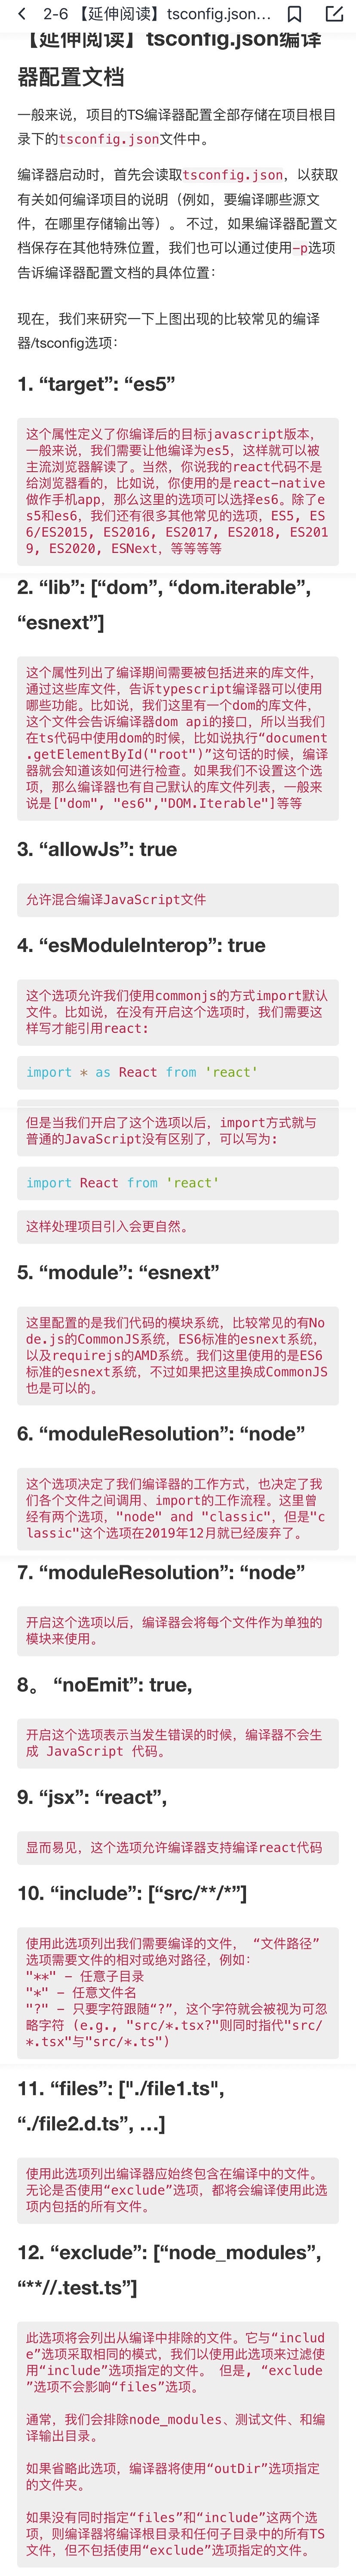 2-6 【延伸阅读】tsconfig.json...
【延伸阅读】tsconfig.json编译
器配置文档
一般来说，项目的TS编译器配置全部存储在项目根目
录下的tsconfig.json文件中。
编译器启动时，首先会读取tsconfig.json，以获取
有关如何编译项目的说明（例如，要编译哪些源文
件，在哪里存储输出等）。 不过，如果编译器配置文
档保存在其他特殊位置，我们也可以通过使用-p选项
告诉编译器配置文档的具体位置：
现在，我们来研究一下上图出现的比较常见的编译
器/tsconfig选项：
1. “target”: “es5”
这个属性定义了你编译后的目标javascript版本，
一般来说，我们需要让他编译为es5，这样就可以被
主流浏览器解读了。当然，你说我的react代码不是
给浏览器看的，比如说，你使用的是react-native
做作手机app，那么这里的选项可以选择es6。除了e
s5和es6，我们还有很多其他常见的选项，ES5, ES
6/ES2015, ES2016, ES2017, ES2018, ES201
9, ES2020, ESNext，等等等等
2. “lib”: [“dom”, “dom.iterable”,
“esnext”]
这个属性列出了编译期间需要被包括进来的库文件，
通过这些库文件，告诉typescript编译器可以使用
哪些功能。比如说，我们这里有一个dom的库文件，
这个文件会告诉编译器dom api的接口，所以当我们
在ts代码中使用dom的时候，比如说执行“document
.getElementById("root")”这句话的时候，编译
器就会知道该如何进行检查。如果我们不设置这个选
项，那么编译器也有自己默认的库文件列表，一般来
说是["dom", "es6","DOM.Iterable"]等等
3. “allowJs”: true
允许混合编译JavaScript文件
4. “esModuleInterop”: true
这个选项允许我们使用commonjs的方式import默认
文件。比如说，在没有开启这个选项时，我们需要这
样写才能引用react:
import * as React from 'react'
但是当我们开启了这个选项以后，import方式就与
普通的JavaScript没有区别了，可以写为：
import React from 'react'
这样处理项目引入会更自然。
5. “module”: “esnext”
这里配置的是我们代码的模块系统，比较常见的有No
de.js的CommonJS系统，ES6标准的esnext系统，
以及requirejs的AMD系统。我们这里使用的是ES6
标准的esnext系统，不过如果把这里换成CommonJS
也是可以的。
6. “moduleResolution”: “node”
这个选项决定了我们编译器的工作方式，也决定了我
们各个文件之间调用、import的工作流程。这里曾
经有两个选项，"node" and "classic"，但是"c
lassic"这个选项在2019年12月就已经废弃了。
7. “moduleResolution”: “node”
开启这个选项以后，编译器会将每个文件作为单独的
模块来使用。
8。 “noEmit”: true,
开启这个选项表示当发生错误的时候，编译器不会生
成 JavaScript 代码。
9. “jsx”: “react”,
显而易见，这个选项允许编译器支持编译react代码
10. “include”: [“src/**/*”]
使用此选项列出我们需要编译的文件， “文件路径”
选项需要文件的相对或绝对路径，例如：
"**" - 任意子目录
"*" - 任意文件名
"?" - 只要字符跟随“?”，这个字符就会被视为可忽
略字符 (e.g., "src/*.tsx?"则同时指代"src/
*.tsx"与"src/*.ts")
11. “files”: ["./file1.ts",
“./file2.d.ts”, …]
使用此选项列出编译器应始终包含在编译中的文件。
无论是否使用“exclude”选项，都将会编译使用此选
项内包括的所有文件。
12. “exclude”: [“node_modules”,
“**//.test.ts”]
此选项将会列出从编译中排除的文件。它与“includ
e”选项采取相同的模式，我们以使用此选项来过滤使
用“include”选项指定的文件。 但是，“exclude
”选项不会影响“files”选项。
通常，我们会排除node_modules、测试文件、和编
译输出目录。
如果省略此选项，编译器将使用“outDir”选项指定
的文件夹。
如果没有同时指定“files”和“include”这两个选
项，则编译器将编译根目录和任何子目录中的所有TS
文件，但不包括使用“exclude”选项指定的文件。